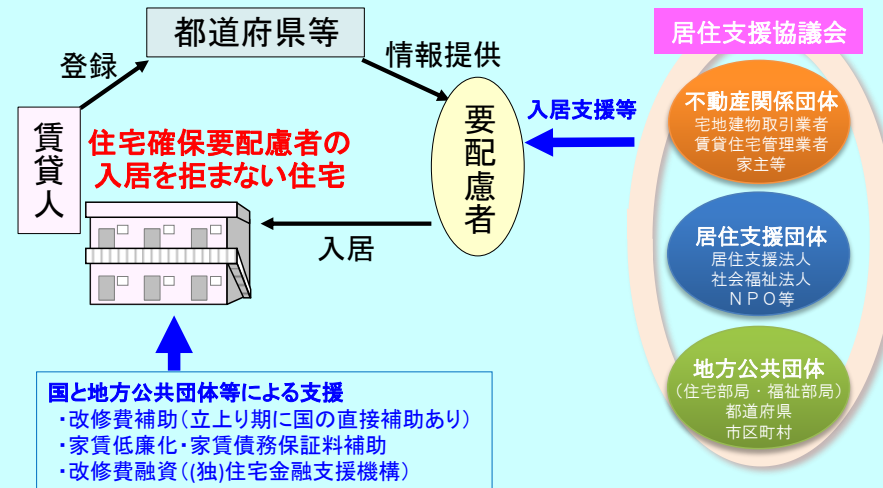 都道府県等
登録
情報提供
賃貸人
住宅確保要配慮者の
入居を拒まない住宅
要配慮者
入居
入居支援等
居住支援協議会
不動産関係団体
宅地建物取引業者
賃貸住宅管理業者
家主等
居住支援団体
居住支援法人
社会福祉法人
ＮＰＯ等
地方公共団体
（住宅部局・福祉部局）
都道府県
市区町村
国と地方公共団体等による支援
・改修費補助（立上り期に国の直接補助あり）
・家賃低廉化・家賃債務保証料補助
・改修費融資（(独)住宅金融支援機構）